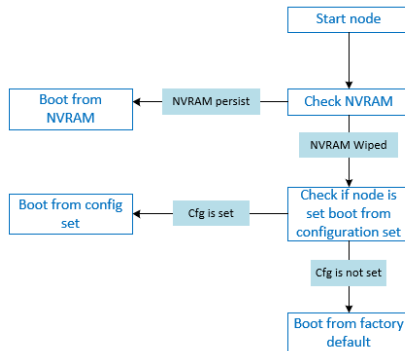 Start node
Boot from
NVRAM
NVRAM persist
Check NVRAM
NVRAM Wiped
Boot from config
set
Cfg is set
Check if node is
set boot from
configuration set
Cfg is not set
Boot from factory
default